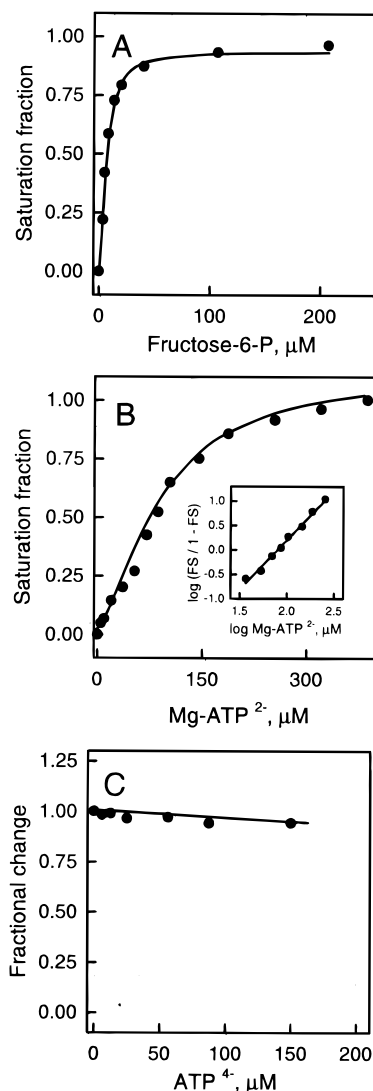 A
Saturation fraction
1.00
0.75
0.50
0.25
0.00
0 100 200
Fructose-6-P, μM
B
Saturation fraction
1.00
0.75
0.50
0.25
0.00
log (FS / 1 - FS)
1.0
0.5
0.0
-0.5
-1.0
1.5 2.0 2.5
log Mg-ATP 2-, μM
0 150 300
Mg-ATP 2-, μM
C
Fractional change
1.25
1.00
0.75
0.50
0.25
0.00
0 50 100 150 200
ATP 4-, μM